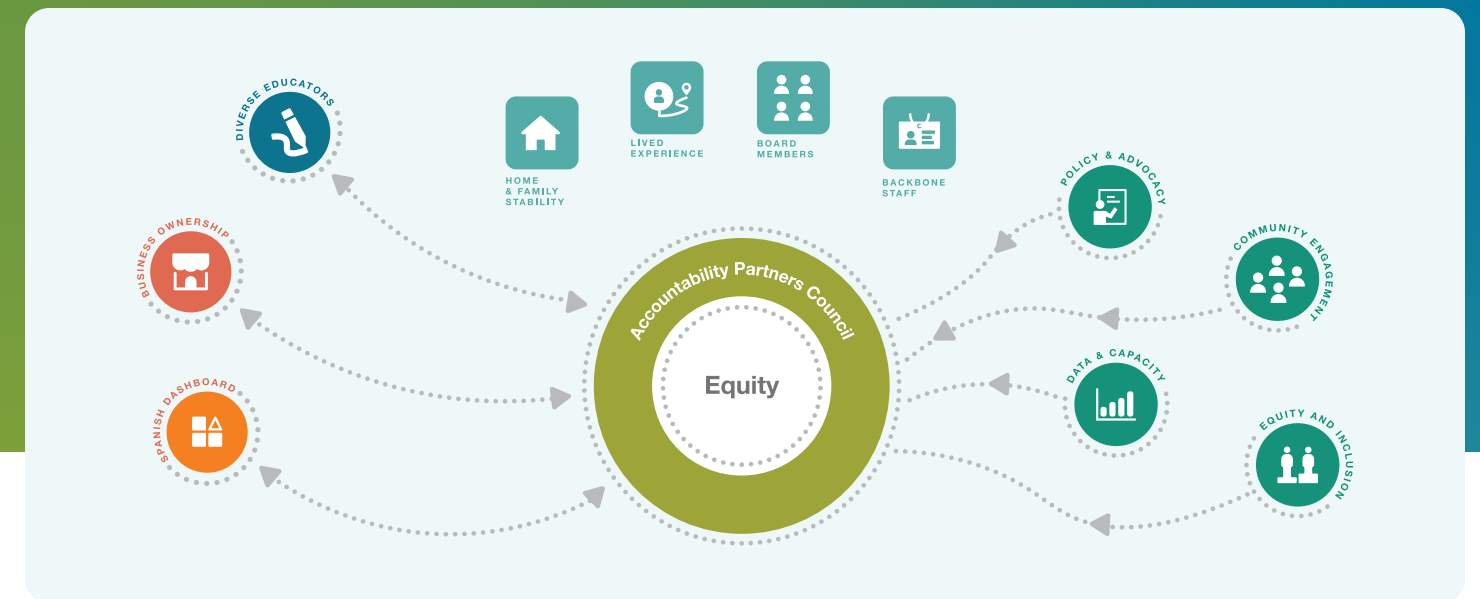 DIVERSE EDUCATORS
BUSINESS OWNERSHIP
SPANISH DASHBOARD
HOME
& FAMILY
STABILITY
LIVED
EXPERIENCE
BOARD
MEMBERS
BACKBONE
STAFF
Accountability Partners Council
Equity
POLICY & ADVOCACY
COMMUNITY ENGAGEMENT
DATA & CAPACITY
EQUITY AND INCLUSION